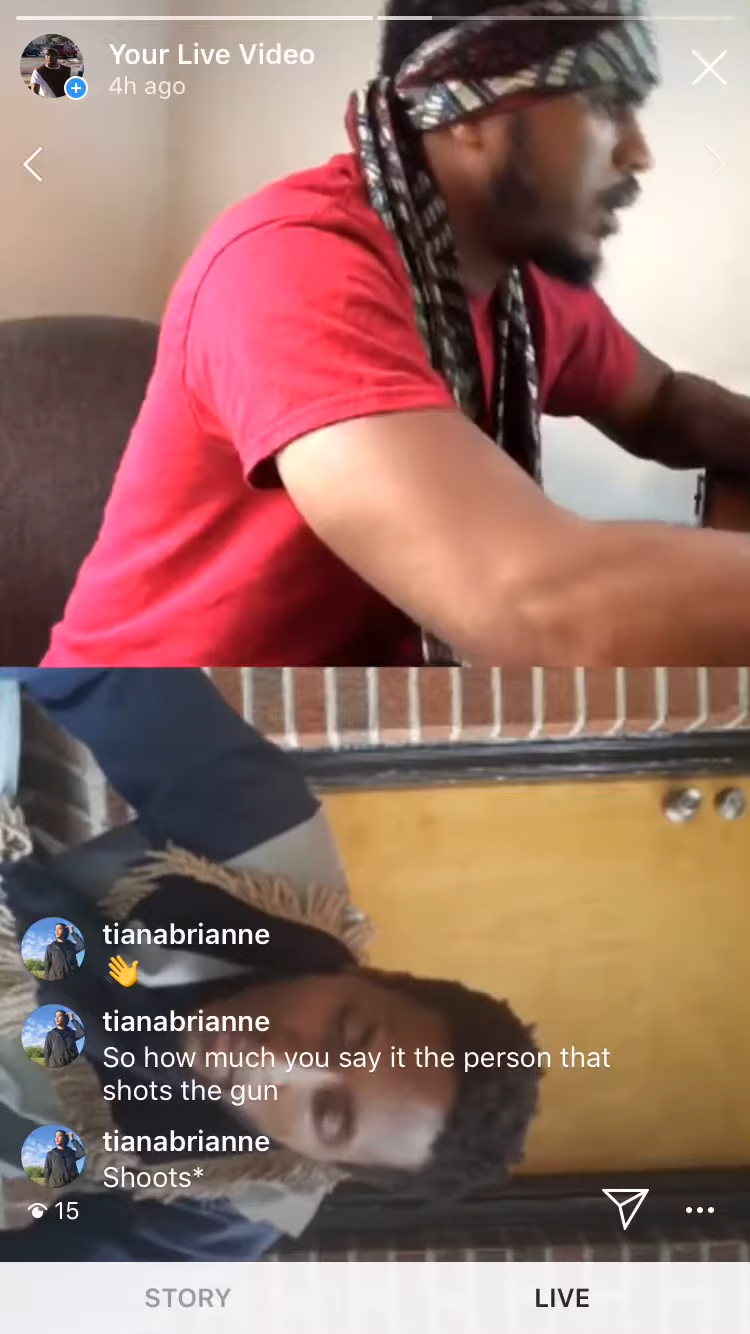 Your Live Video
4h ago
tianabrianne
👋
tianabrianne
So how much you say it the person that
shots the gun
tianabrianne
Shoots*
15
STORY
LIVE